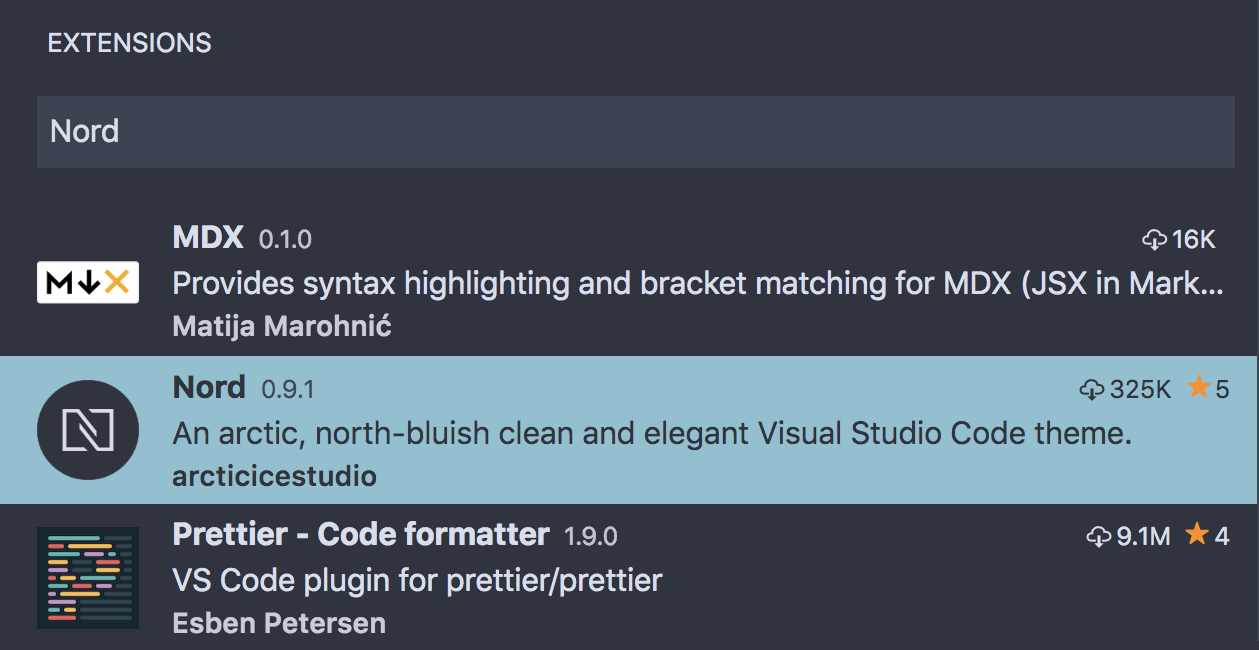 EXTENSIONS
Nord
MDX 0.1.0 16K
M↓X
Provides syntax highlighting and bracket matching for MDX (JSX in Mark...
Matija Marohnić
Nord 0.9.1 325K ★ 5
N
An arctic, north-bluish clean and elegant Visual Studio Code theme.
arcticicestudio
Prettier - Code formatter 1.9.0 9.1M ★ 4
VS Code plugin for prettier/prettier
Esben Petersen